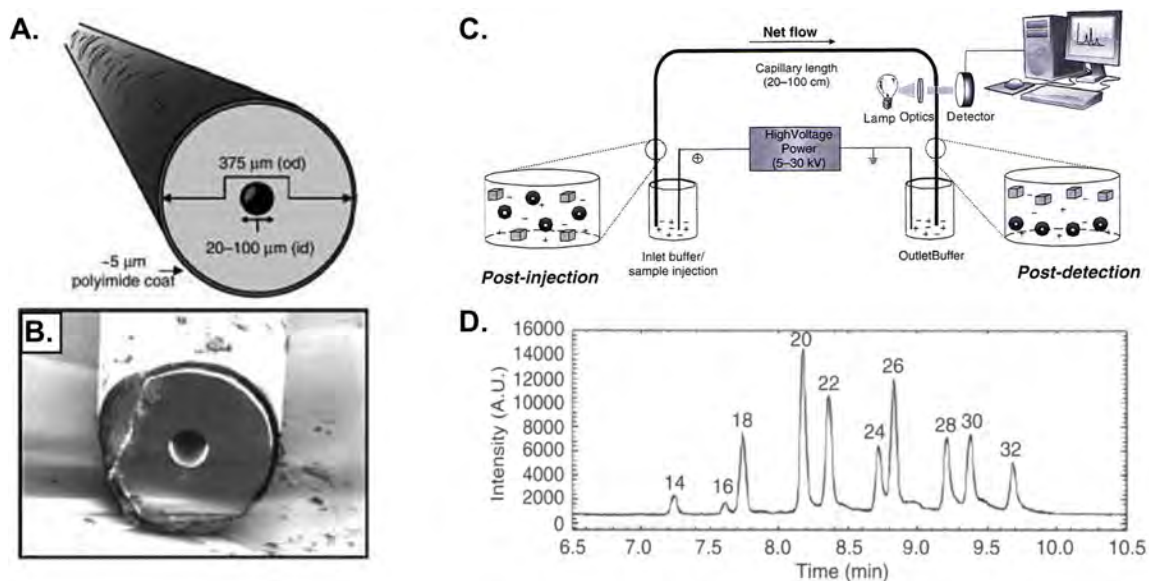 A.
375 μm (od)
20–100 μm (id)
~5 μm
polyimide coat
B.
C.
Net flow
Capillary length
(20–100 cm)
Lamp
Optics
Detector
HighVoltage
Power
(5–30 kV)
Inlet buffer/
sample injection
OutletBuffer
Post-injection
Post-detection
D.
Intensity (A.U.)
16000
14000
12000
10000
8000
6000
4000
2000
0
14
16
18
20
22
24
26
28
30
32
6.5 7.0 7.5 8.0 8.5 9.0 9.5 10.0 10.5
Time (min)